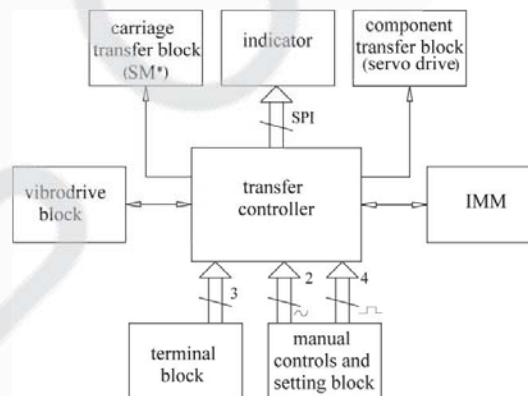 carriage
transfer block
(SM*)
indicator
component
transfer block
(servo drive)
SPI
vibrodrive
block
transfer
controller
IMM
3
2
4
terminal
block
manual
controls and
setting block